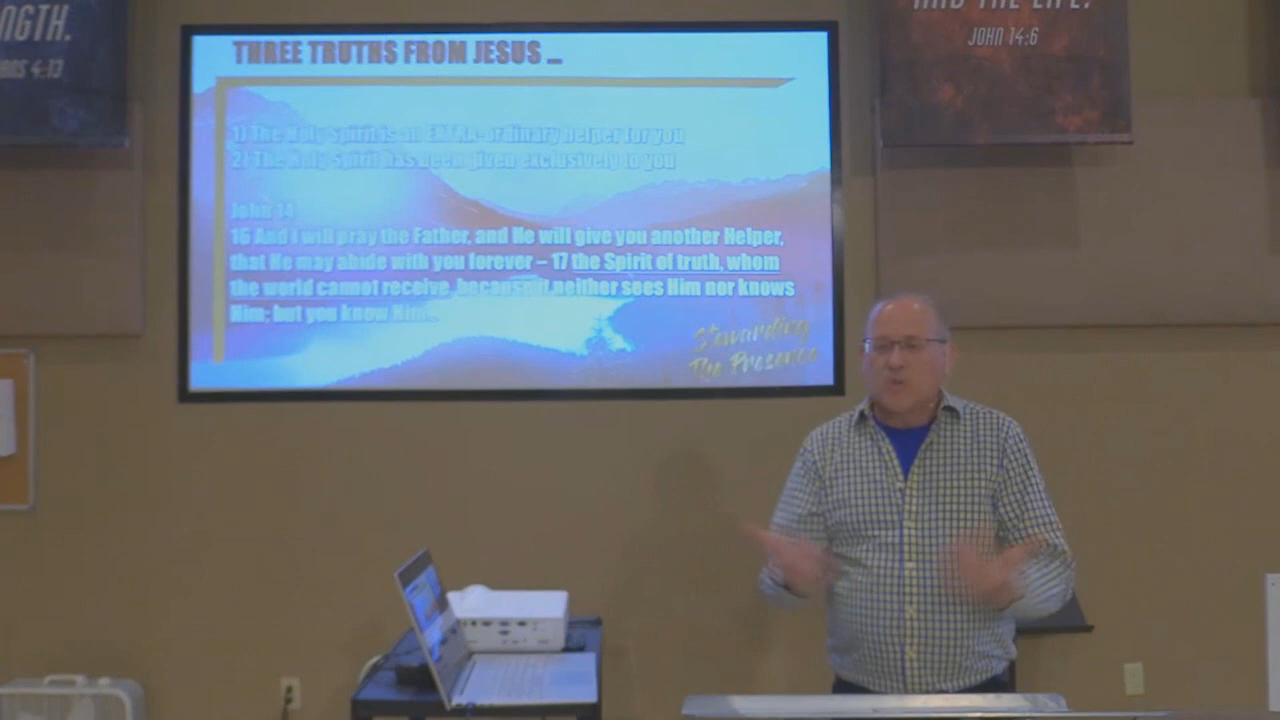 NGTH.
ANS 4:13
AND THE LIFE.
JOHN 14:6
THREE TRUTHS FROM JESUS ...
1) The Holy Spirit is an EXTRA- ordinary helper for you
2) The Holy Spirit has been given exclusively to you
John 14
16 And I will pray the Father, and He will give you another Helper,
that He may abide with you forever – 17 the Spirit of truth, whom
the world cannot receive, because it neither sees Him nor knows
Him; but you know Him...
Stewarding
The Presence